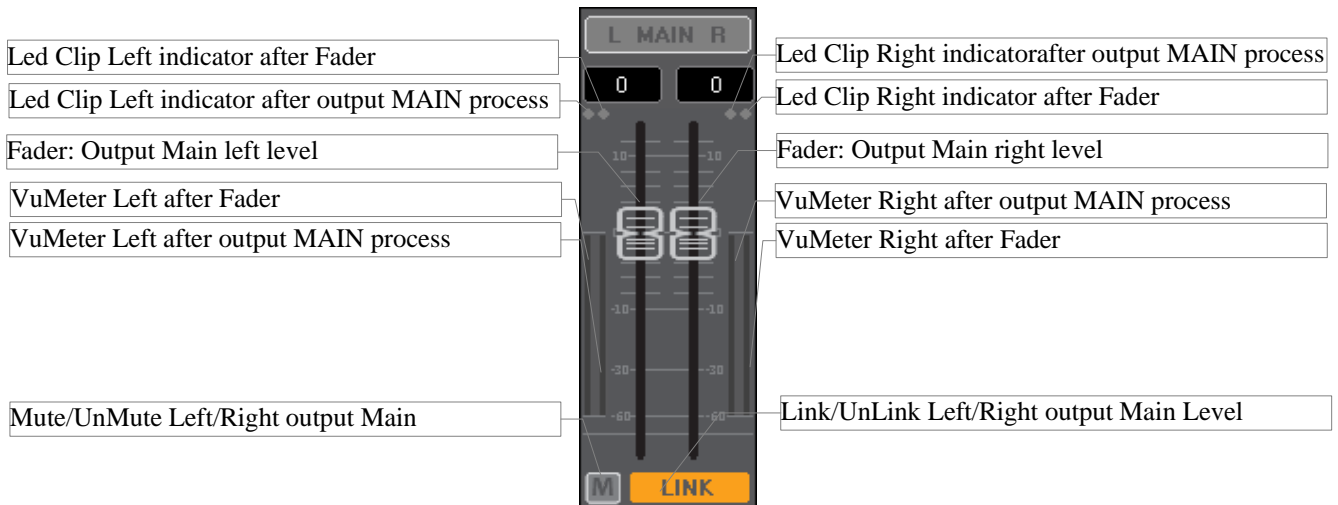 L MAIN R
Led Clip Left indicator after Fader
Led Clip Right indicatorafter output MAIN process
0 0
Led Clip Left indicator after output MAIN process
Led Clip Right indicator after Fader
Fader: Output Main left level
Fader: Output Main right level
10 10
VuMeter Left after Fader
VuMeter Right after output MAIN process
VuMeter Left after output MAIN process
VuMeter Right after Fader
-10 -10
-30 -30
Mute/UnMute Left/Right output Main
Link/UnLink Left/Right output Main Level
-60 -60
M LINK